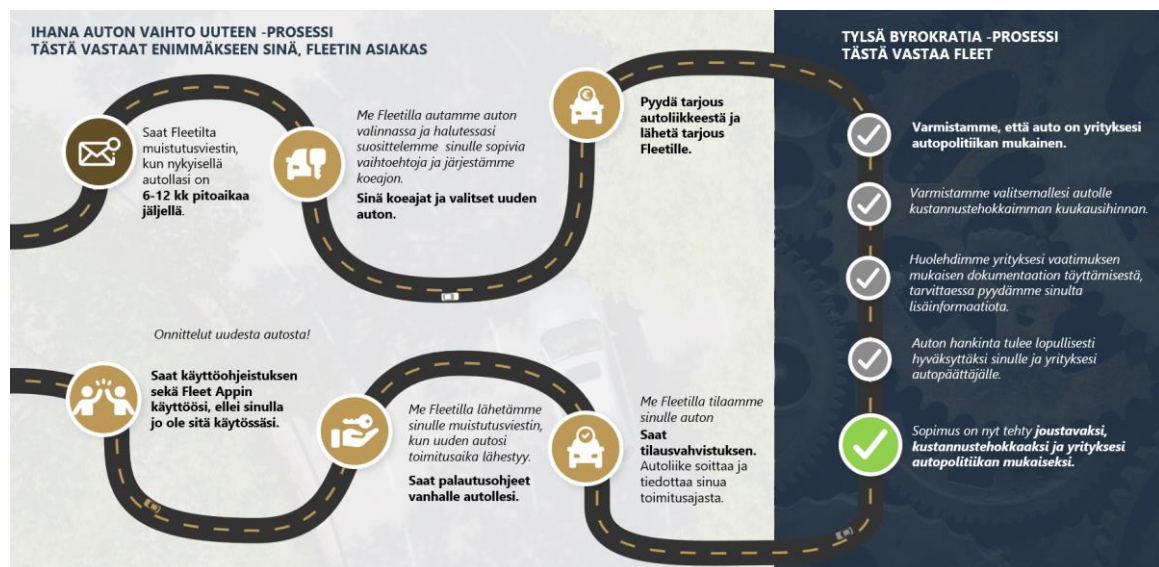 IHANA AUTON VAIHTO UUTEEN -PROSESSI
TÄSTÄ VASTAAT ENIMMÄKSEEN SINÄ, FLEETIN ASIAKAS
Saat Fleetilta
muistutusviestin,
kun nykyisellä
autollasi on
6-12 kk pitoaikaa
jäljellä.
Me Fleetilla autamme auton
valinnassa ja halutessasi
suosittelemme sinulle sopivia
vaihtoehtoja ja järjestämme
koeajon.
Sinä koeajat ja valitset uuden
auton.
Pyydä tarjous
autoliikkeestä ja
lähetä tarjous
Fleetille.
TYLSÄ BYROKRATIA -PROSESSI
TÄSTÄ VASTAA FLEET
Varmistamme, että auto on yrityksesi
autopolitiikan mukainen.
Varmistamme valitsemallesi autolle
kustannustehokkaimman kuukausihinnan.
Huolehdimme yrityksesi vaatimuksen
mukaisen dokumentaation täyttämisestä,
tarvittaessa pyydämme sinulta
lisäinformaatiota.
Auton hankinta tulee lopullisesti
hyväksyttäksi sinulle ja yrityksesi
autopäättäjälle.
Sopimus on nyt tehty joustavaksi,
kustannustehokkaaksi ja yrityksesi
autopolitiikan mukaiseksi.
Me Fleetilla tilaamme
sinulle auton
Saat
tilausvahvistuksen.
Autoliike soittaa ja
tiedottaa sinua
toimitusajasta.
Me Fleetilla lähetämme
sinulle muistutusviestin,
kun uuden autosi
toimitusaika lähestyy.
Saat palautusohjeet
vanhalle autollesi.
Onnittelut uudesta autosta!
Saat käyttöohjeistuksen
sekä Fleet Appin
käyttöösi, ellei sinulla
jo ole sitä käytössäsi.